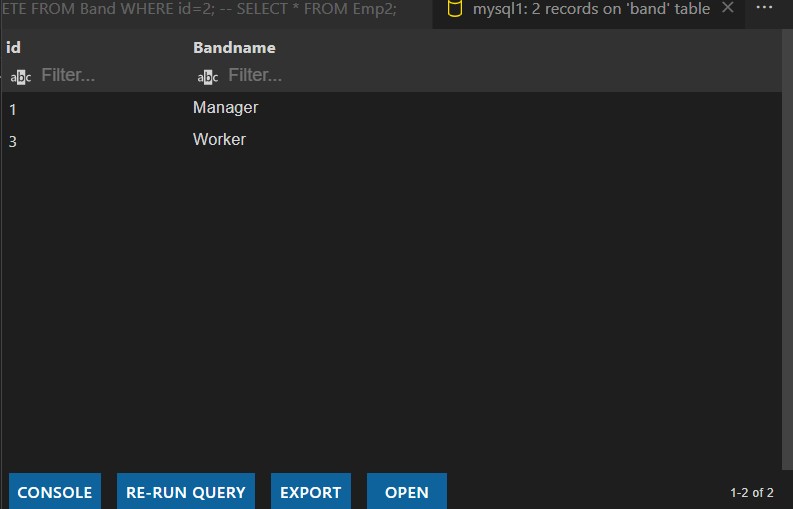 ETE FROM Band WHERE id=2; -- SELECT * FROM Emp2;
mysql1: 2 records on 'band' table
id Bandname
abc Filter... abc Filter...
1 Manager
3 Worker
CONSOLE RE-RUN QUERY EXPORT OPEN 1-2 of 2